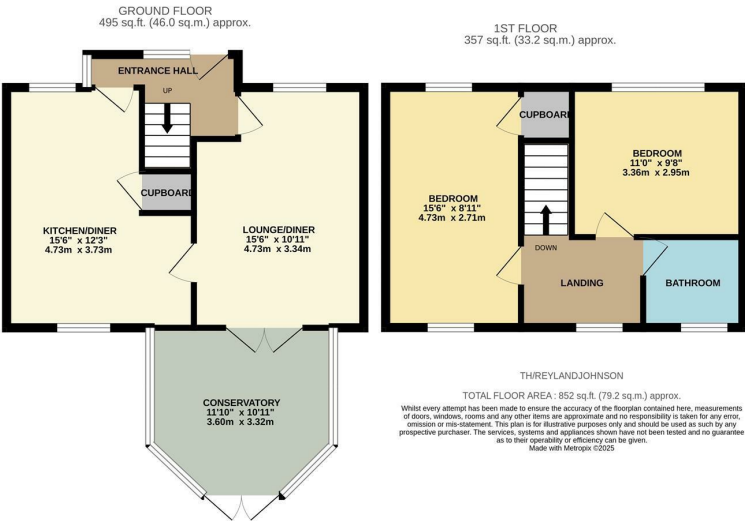 GROUND FLOOR
495 sq.ft. (46.0 sq.m.) approx.
ENTRANCE HALL
UP
CUPBOARD
KITCHEN/DINER
15'6" x 12'3"
4.73m x 3.73m
LOUNGE/DINER
15'6" x 10'11"
4.73m x 3.34m
CONSERVATORY
11'10" x 10'11"
3.60m x 3.32m
1ST FLOOR
357 sq.ft. (33.2 sq.m.) approx.
CUPBOARD
BEDROOM
11'0" x 9'8"
3.36m x 2.95m
BEDROOM
15'6" x 8'11"
4.73m x 2.71m
DOWN
LANDING
BATHROOM
TH/REYLANDJOHNSON
TOTAL FLOOR AREA : 852 sq.ft. (79.2 sq.m.) approx.
Whilst every attempt has been made to ensure the accuracy of the floorplan contained here, measurements
of doors, windows, rooms and any other items are approximate and no responsibility is taken for any error,
omission or mis-statement. This plan is for illustrative purposes only and should be used as such by any
prospective purchaser. The services, systems and appliances shown have not been tested and no guarantee
as to their operability or efficiency can be given.
Made with Metropix ©2025